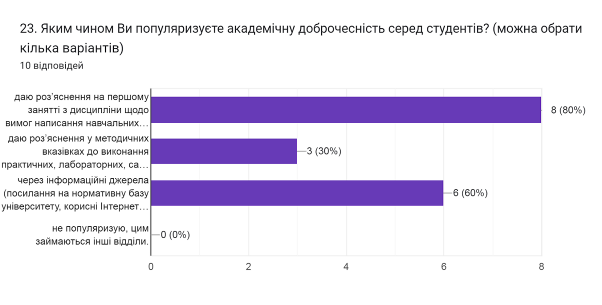 23. Яким чином Ви популяризуєте академічну доброчесність серед студентів? (можна обрати
кілька варіантів)
10 відповідей
даю роз'яснення на першому
занятті з дисципліни щодо
вимог написання навчальних…
8 (80%)
даю роз'яснення у методичних
вказівках до виконання
практичних, лабораторних, са…
3 (30%)
через інформаційні джерела
(посилання на нормативну базу
університету, корисні Інтернет…
6 (60%)
не популяризую, цим
займаються інші відділи.
0 (0%)
0 2 4 6 8